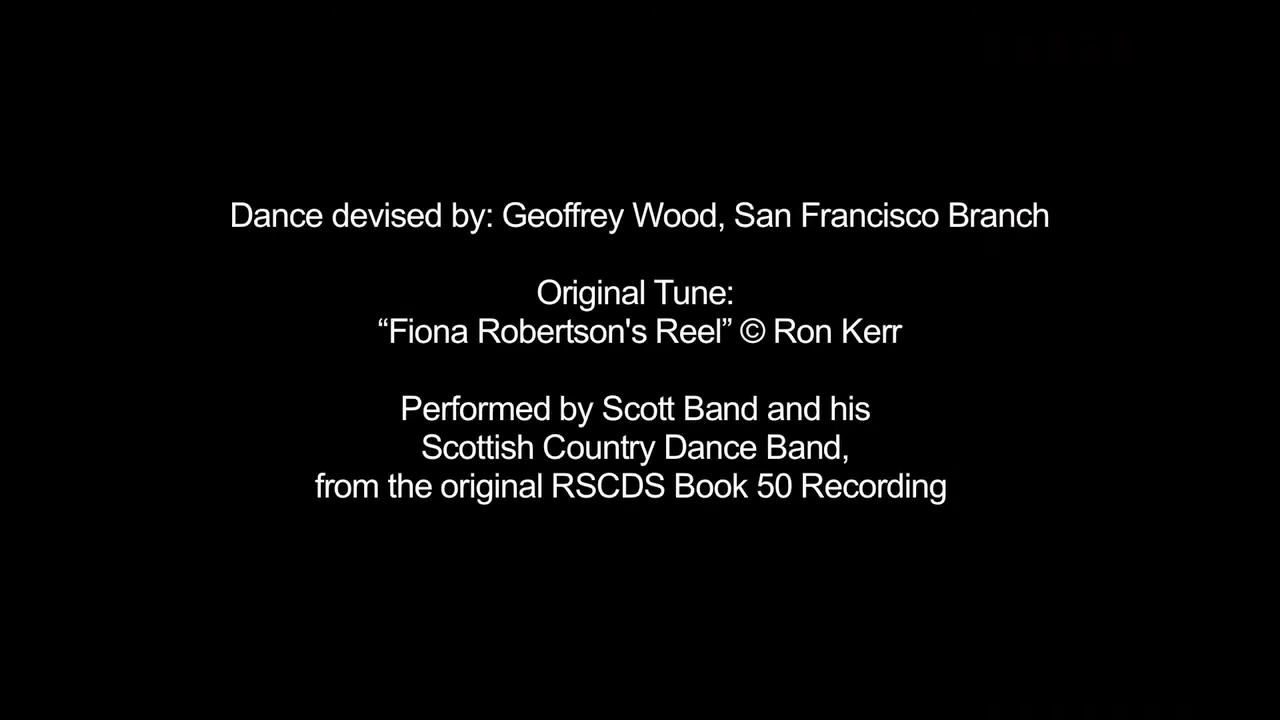 Dance devised by: Geoffrey Wood, San Francisco Branch
Original Tune:
“Fiona Robertson's Reel” © Ron Kerr
Performed by Scott Band and his
Scottish Country Dance Band,
from the original RSCDS Book 50 Recording